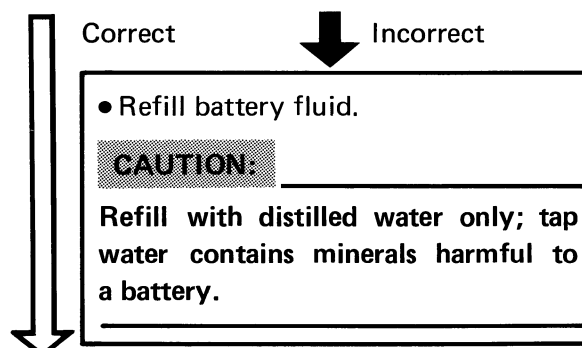 Correct Incorrect
● Refill battery fluid.
CAUTION:
Refill with distilled water only; tap
water contains minerals harmful to
a battery.